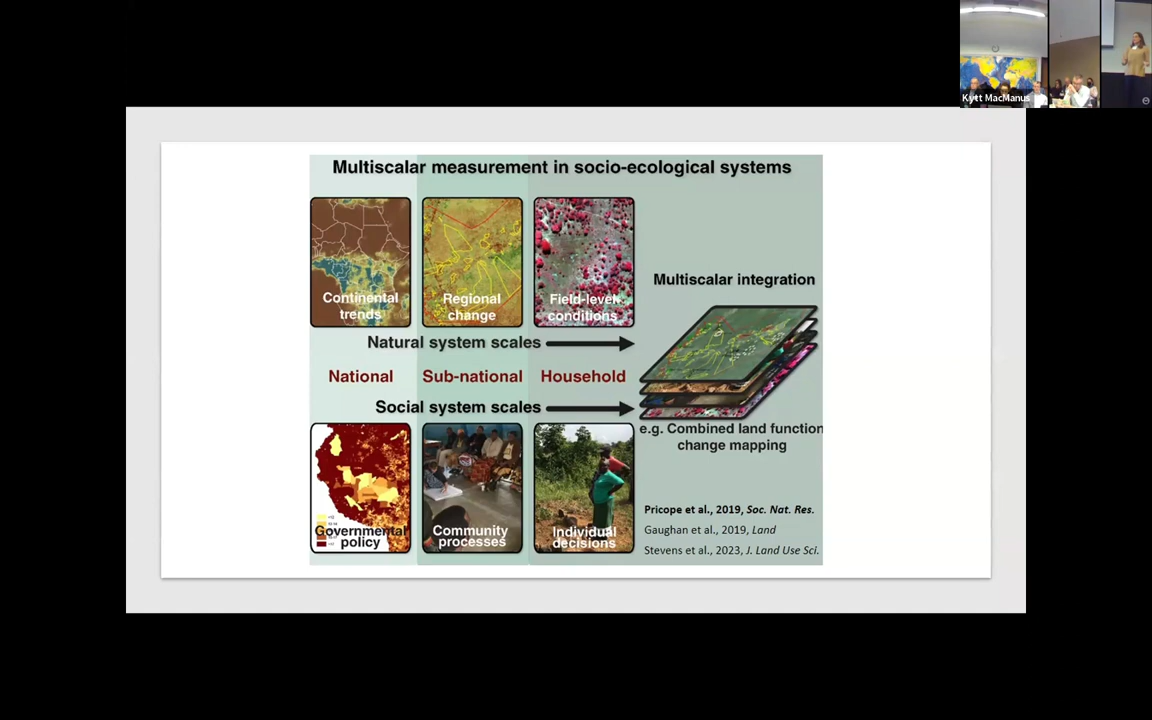 Kytt MacManus
Multiscalar measurement in socio-ecological systems
Continental
trends
Regional
change
Field-level
conditions
Multiscalar integration
Natural system scales
National
Sub-national
Household
Social system scales
e.g. Combined land function
change mapping
Governmental
policy
Community
processes
Individual
decisions
Pricope et al., 2019, Soc. Nat. Res.
Gaughan et al., 2019, Land
Stevens et al., 2023, J. Land Use Sci.